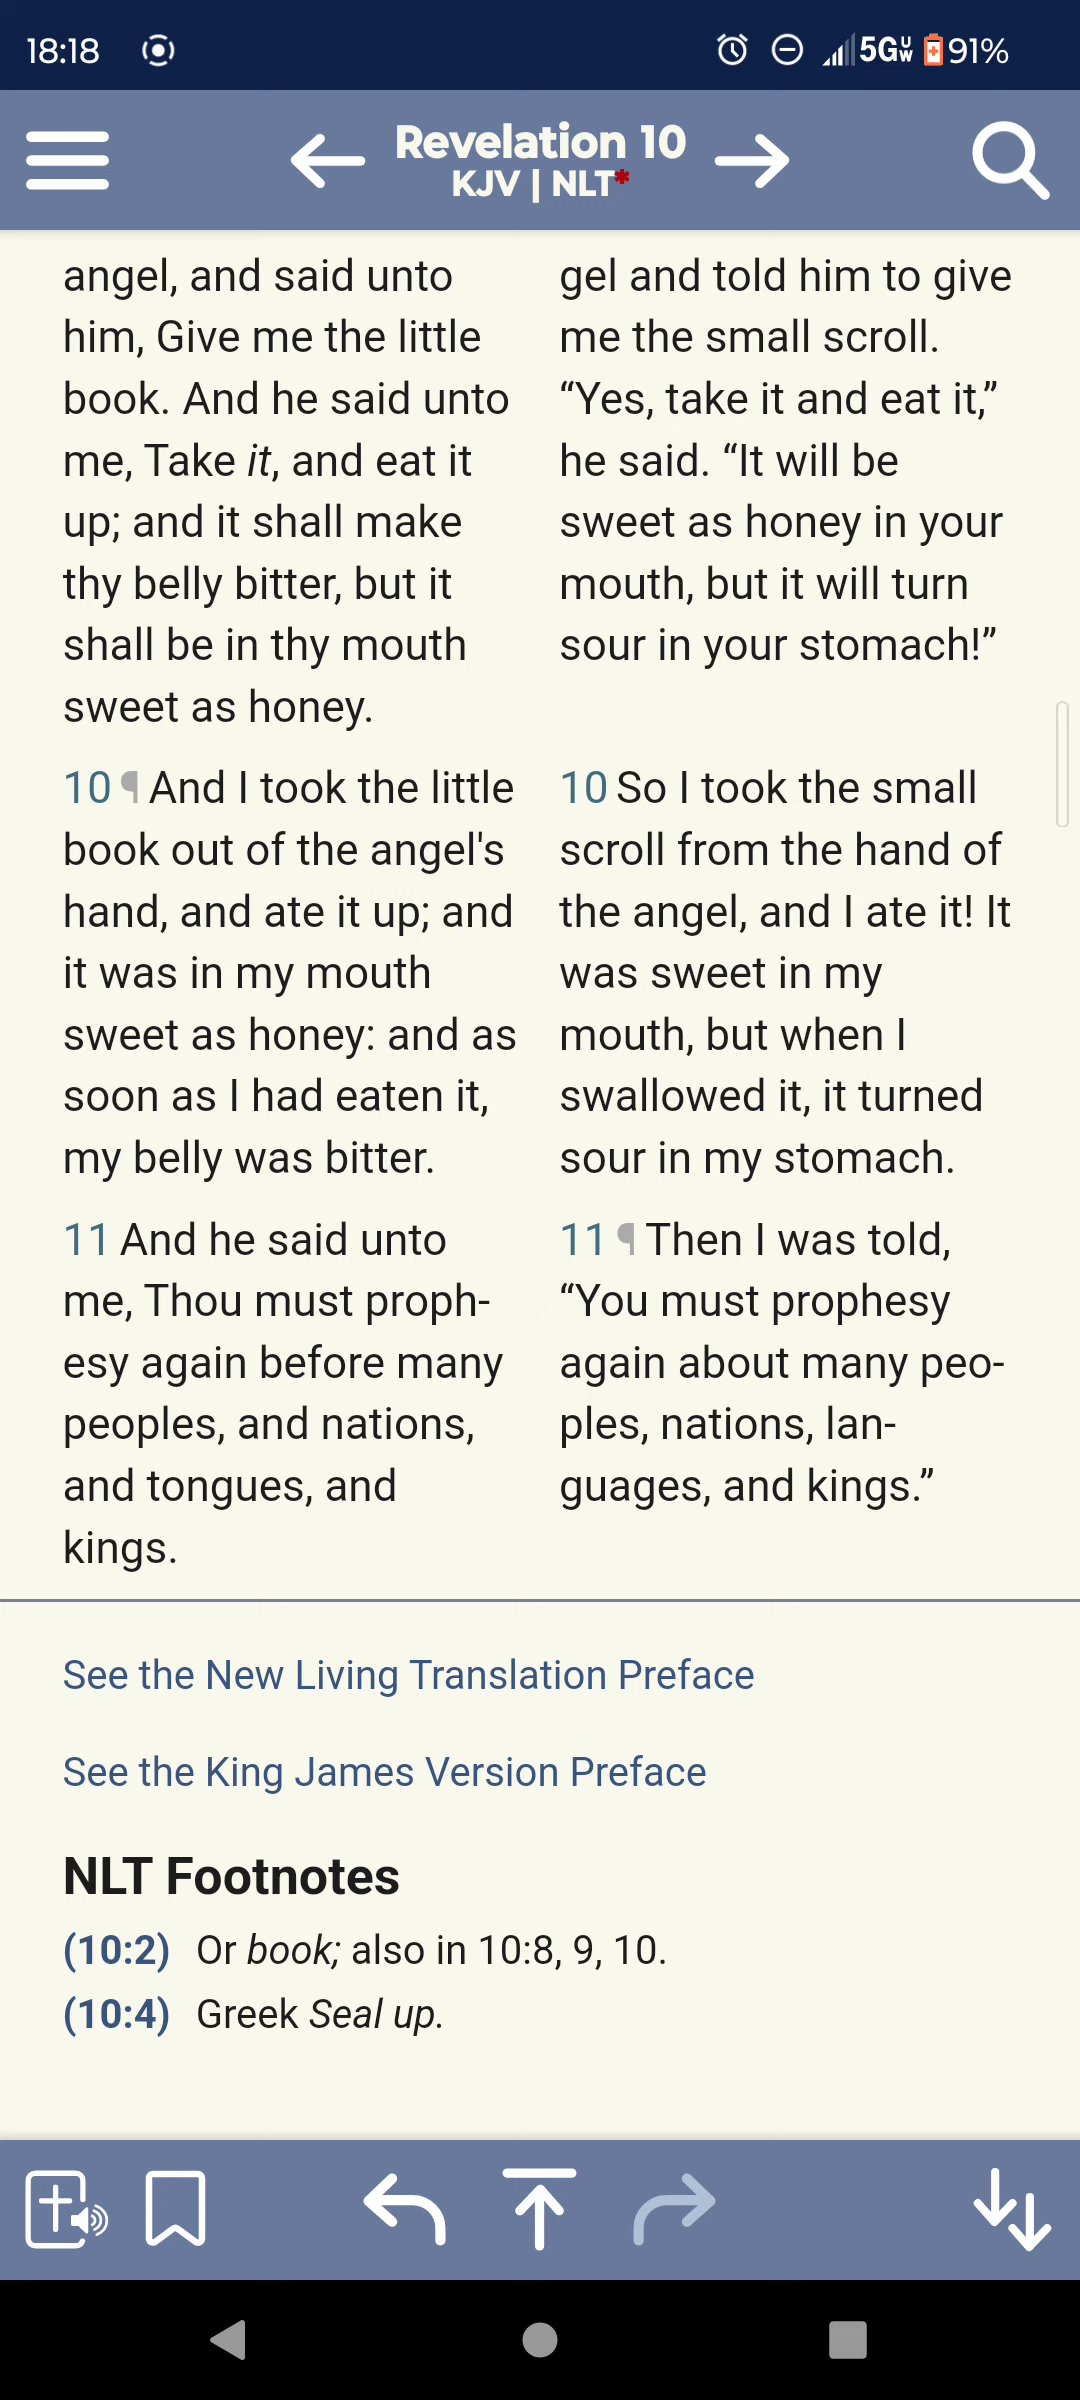 18:18
5G UW 91%
Revelation 10
KJV | NLT*
angel, and said unto
him, Give me the little
book. And he said unto
me, Take it, and eat it
up; and it shall make
thy belly bitter, but it
shall be in thy mouth
sweet as honey.
10 ¶ And I took the little
book out of the angel's
hand, and ate it up; and
it was in my mouth
sweet as honey: and as
soon as I had eaten it,
my belly was bitter.
11 And he said unto
me, Thou must proph-
esy again before many
peoples, and nations,
and tongues, and
kings.
gel and told him to give
me the small scroll.
“Yes, take it and eat it,”
he said. “It will be
sweet as honey in your
mouth, but it will turn
sour in your stomach!”
10 So I took the small
scroll from the hand of
the angel, and I ate it! It
was sweet in my
mouth, but when I
swallowed it, it turned
sour in my stomach.
11 ¶ Then I was told,
“You must prophesy
again about many peo-
ples, nations, lan-
guages, and kings.”
See the New Living Translation Preface
See the King James Version Preface
NLT Footnotes
(10:2) Or book; also in 10:8, 9, 10.
(10:4) Greek Seal up.